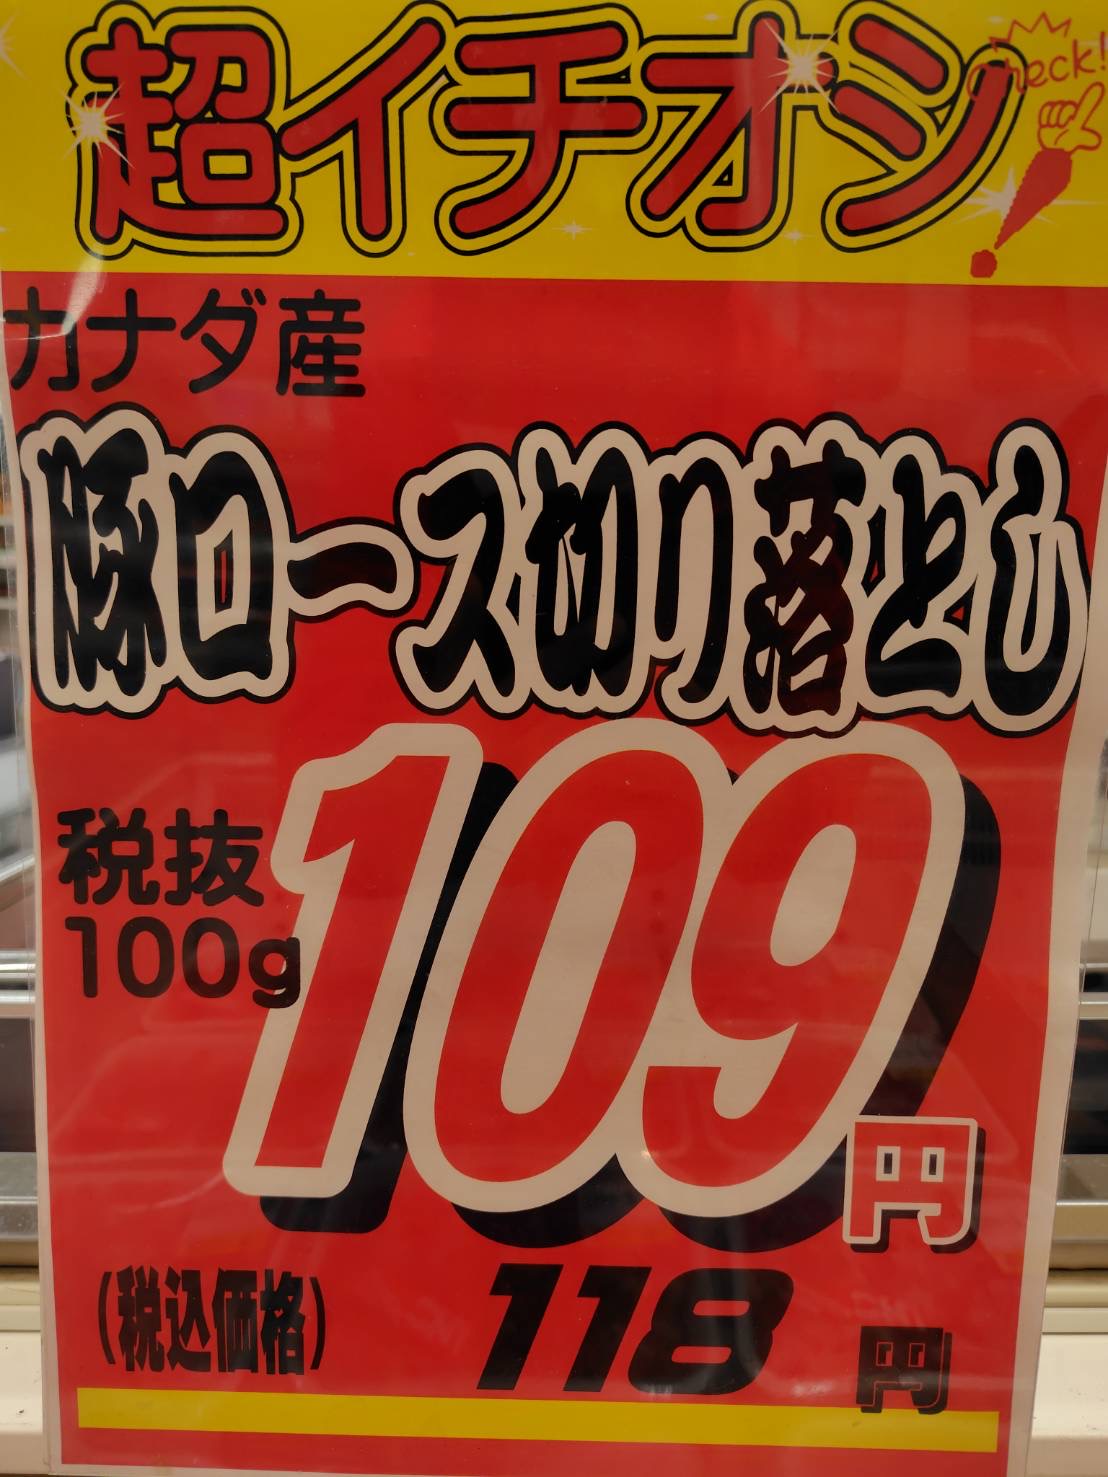 超イチオシ
Check!
カナダ産
豚ロース切り落とし
税抜
100g
109円
(税込価格) 118円